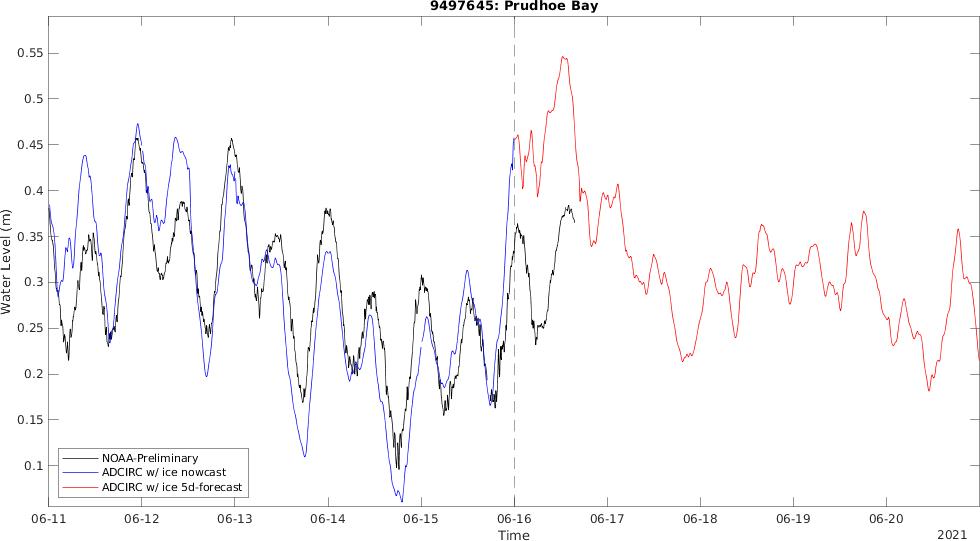 9497645: Prudhoe Bay
Water Level (m)
0.55
0.5
0.45
0.4
0.35
0.3
0.25
0.2
0.15
0.1
NOAA-Preliminary
ADCIRC w/ ice nowcast
ADCIRC w/ ice 5d-forecast
06-11 06-12 06-13 06-14 06-15 06-16 06-17 06-18 06-19 06-20
Time
2021